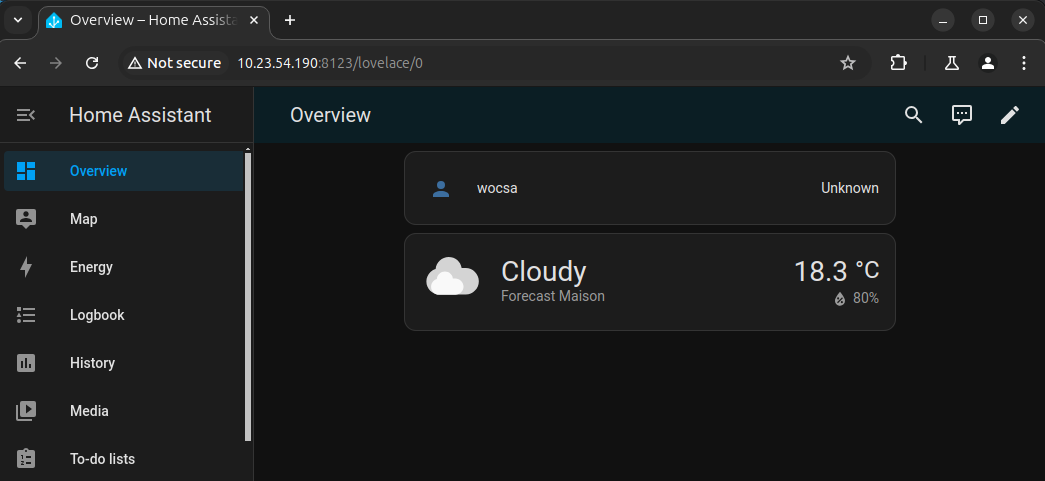 Overview – Home Assista
Not secure 10.23.54.190:8123/lovelace/0
Home Assistant
Overview
Map
Energy
Logbook
History
Media
To-do lists
Overview
wocsa Unknown
Cloudy 18.3 °C
Forecast Maison 80%